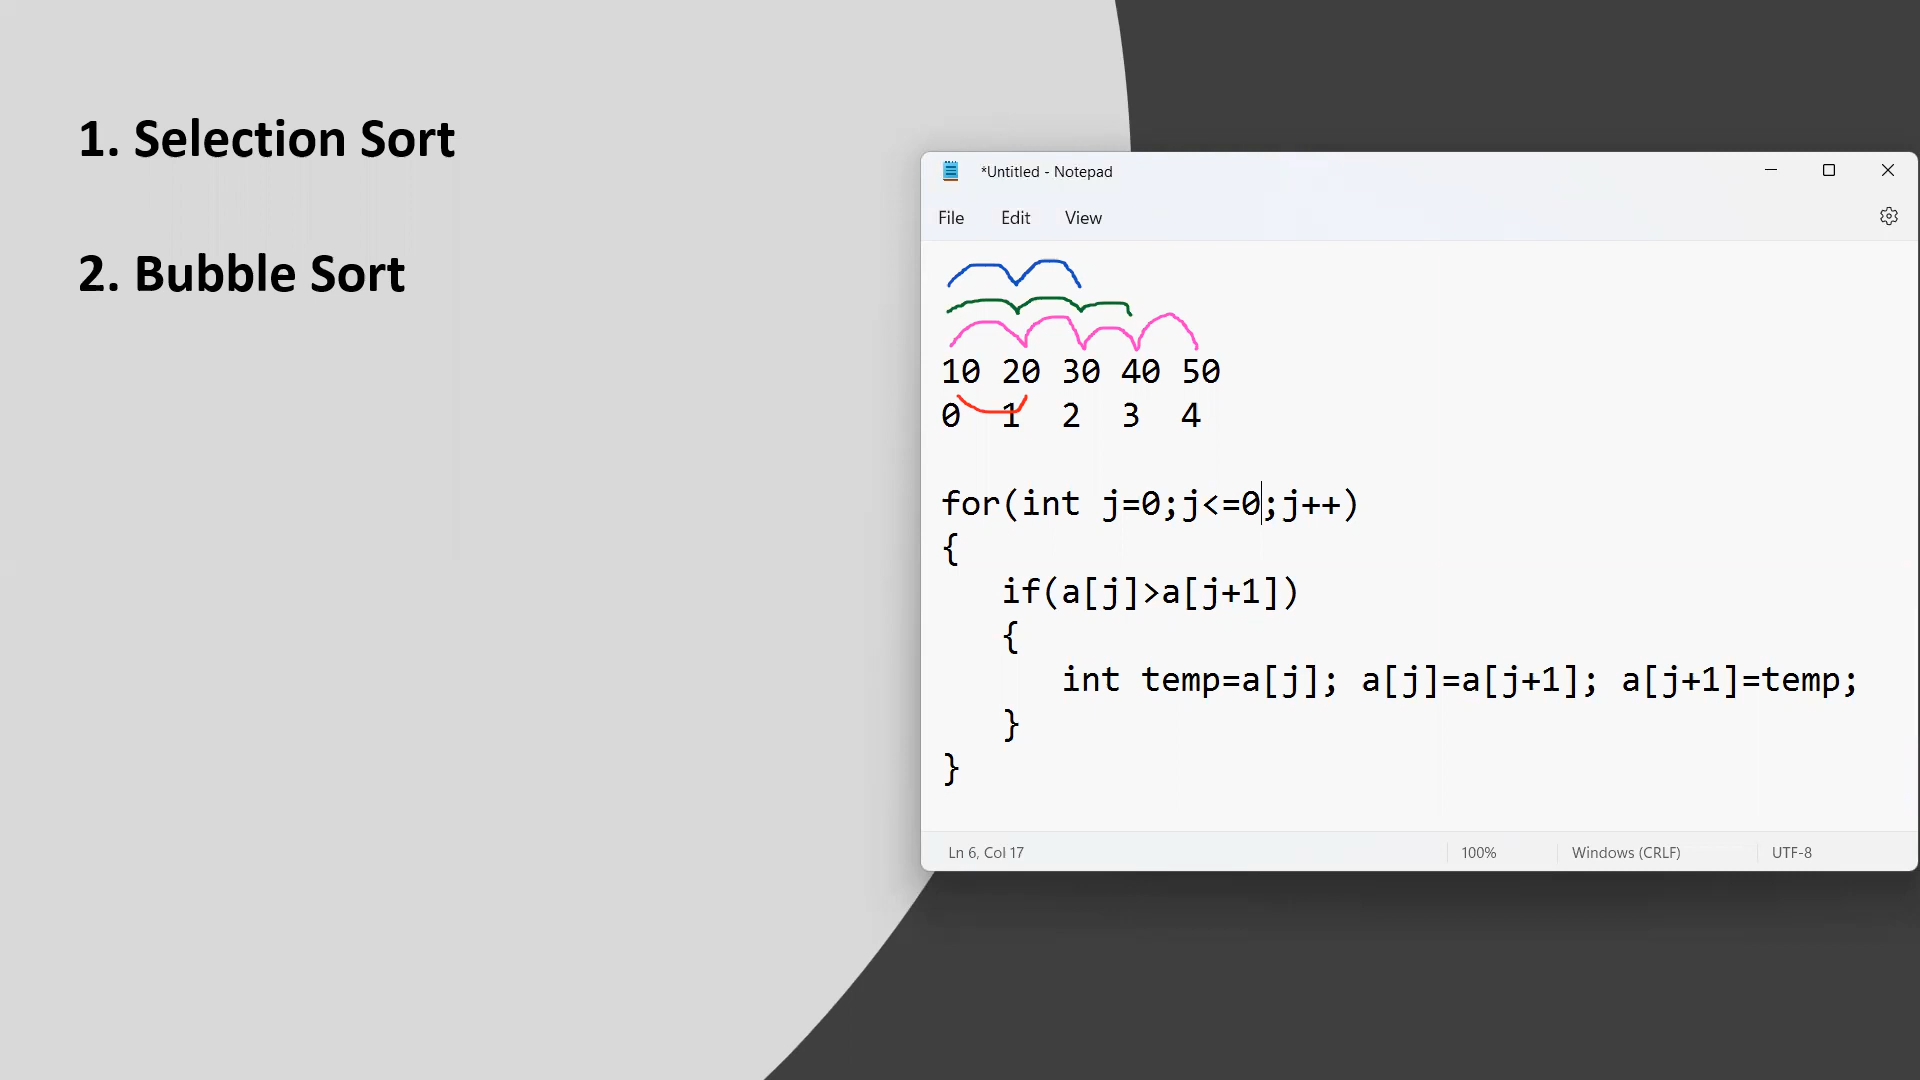 1. Selection Sort
2. Bubble Sort
*Untitled - Notepad
File Edit View
10 20 30 40 50
0 1 2 3 4
for(int j=0;j<=0;j++)
{
if(a[j]>a[j+1])
{
int temp=a[j]; a[j]=a[j+1]; a[j+1]=temp;
}
}
Ln 6, Col 17 100% Windows (CRLF) UTF-8